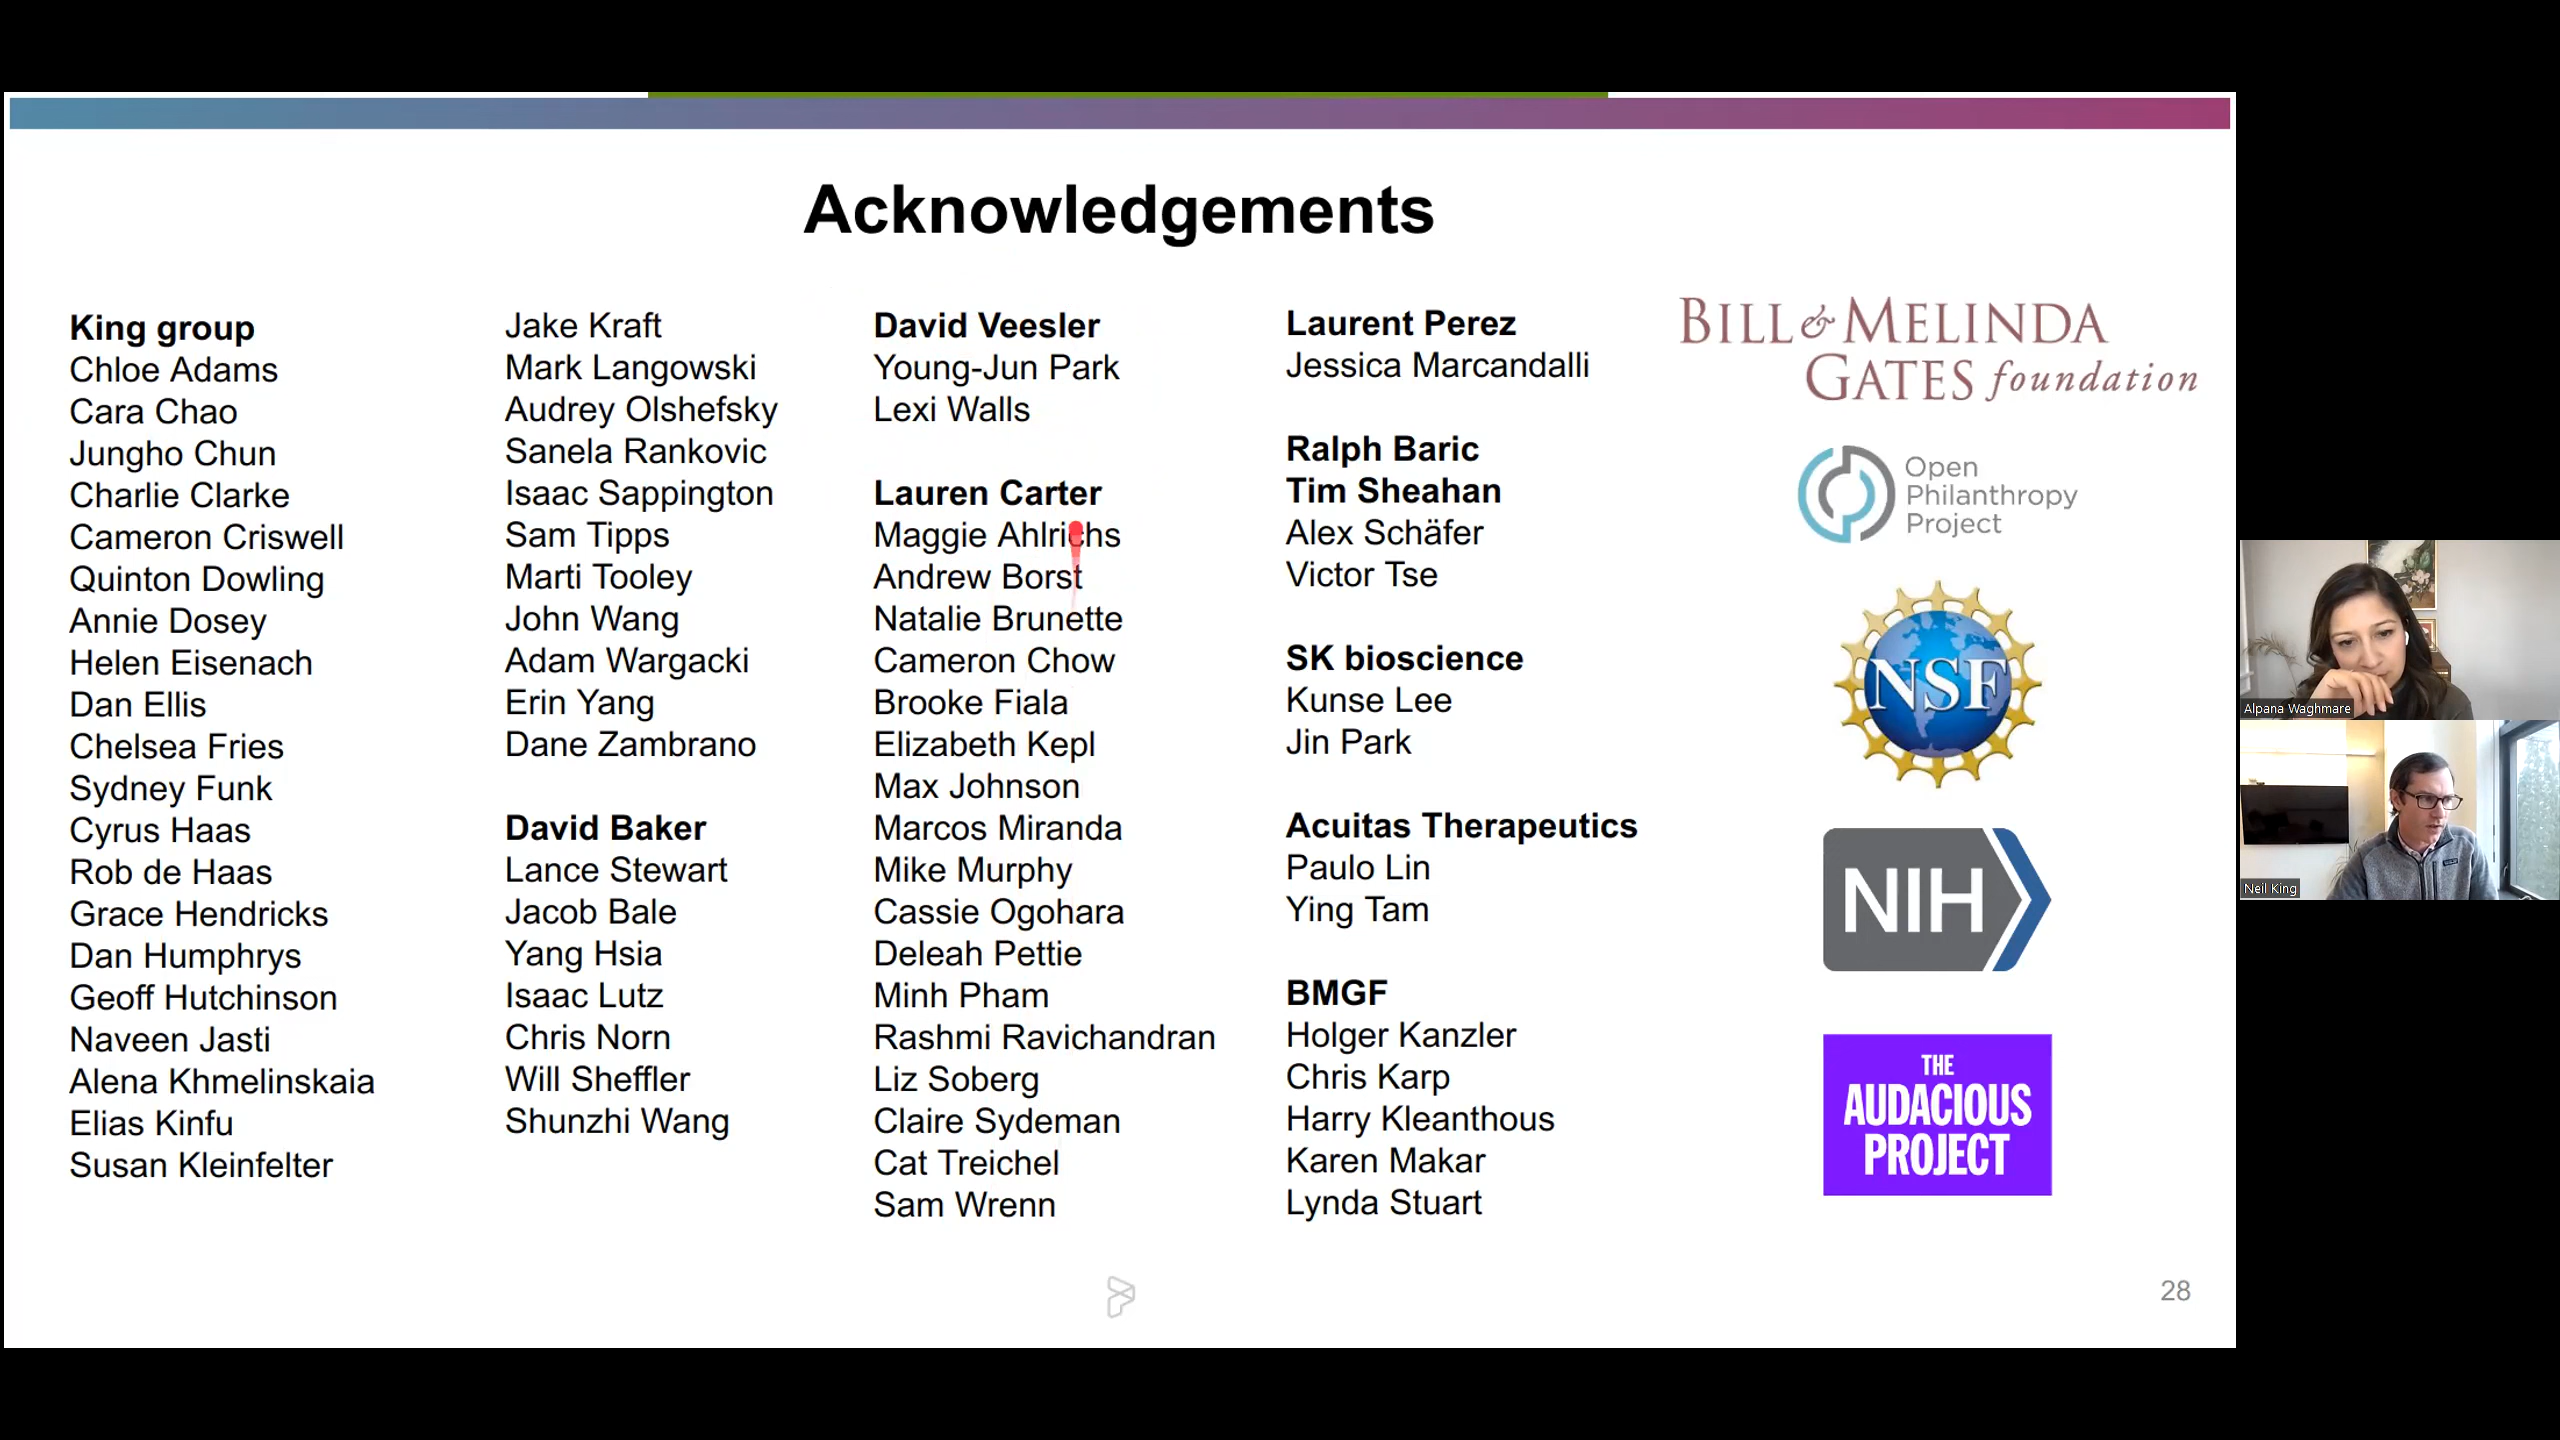 Acknowledgements
King group
Chloe Adams
Cara Chao
Jungho Chun
Charlie Clarke
Cameron Criswell
Quinton Dowling
Annie Dosey
Helen Eisenach
Dan Ellis
Chelsea Fries
Sydney Funk
Cyrus Haas
Rob de Haas
Grace Hendricks
Dan Humphrys
Geoff Hutchinson
Naveen Jasti
Alena Khmelinskaia
Elias Kinfu
Susan Kleinfelter
Jake Kraft
Mark Langowski
Audrey Olshefsky
Sanela Rankovic
Isaac Sappington
Sam Tipps
Marti Tooley
John Wang
Adam Wargacki
Erin Yang
Dane Zambrano
David Baker
Lance Stewart
Jacob Bale
Yang Hsia
Isaac Lutz
Chris Norn
Will Sheffler
Shunzhi Wang
David Veesler
Young-Jun Park
Lexi Walls
Lauren Carter
Maggie Ahlrichs
Andrew Borst
Natalie Brunette
Cameron Chow
Brooke Fiala
Elizabeth Kepl
Max Johnson
Marcos Miranda
Mike Murphy
Cassie Ogohara
Deleah Pettie
Minh Pham
Rashmi Ravichandran
Liz Soberg
Claire Sydeman
Cat Treichel
Sam Wrenn
Laurent Perez
Jessica Marcandalli
Ralph Baric
Tim Sheahan
Alex Schäfer
Victor Tse
SK bioscience
Kunse Lee
Jin Park
Acuitas Therapeutics
Paulo Lin
Ying Tam
BMGF
Holger Kanzler
Chris Karp
Harry Kleanthous
Karen Makar
Lynda Stuart
BILL & MELINDA
GATES foundation
Open
Philanthropy
Project
NSF
NIH
THE
AUDACIOUS
PROJECT
28
Alpana Waghmare
Neil King